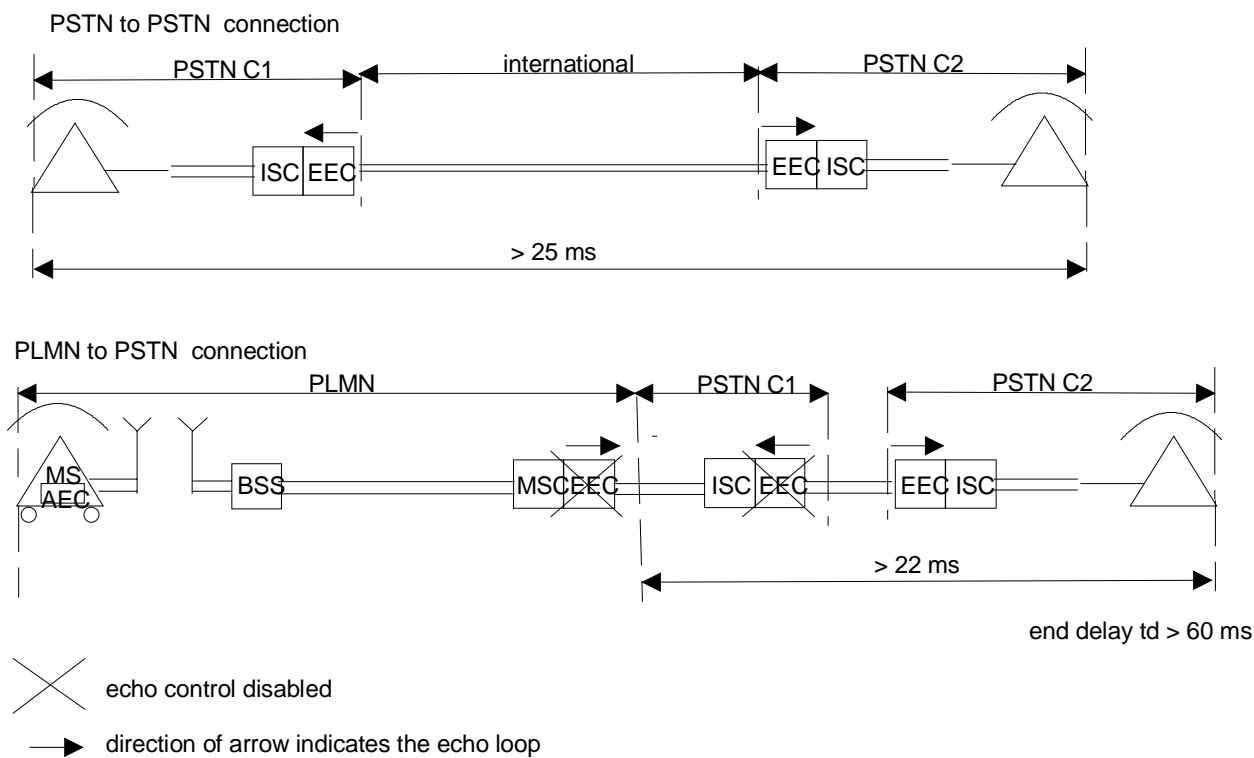 PSTN to PSTN connection
PSTN C1
international
PSTN C2
ISC EEC
EEC ISC
> 25 ms
PLMN to PSTN connection
PLMN
PSTN C1
PSTN C2
MS
AEC
BSS
MSC EEC
ISC EEC
EEC ISC
> 22 ms
end delay td > 60 ms
echo control disabled
direction of arrow indicates the echo loop